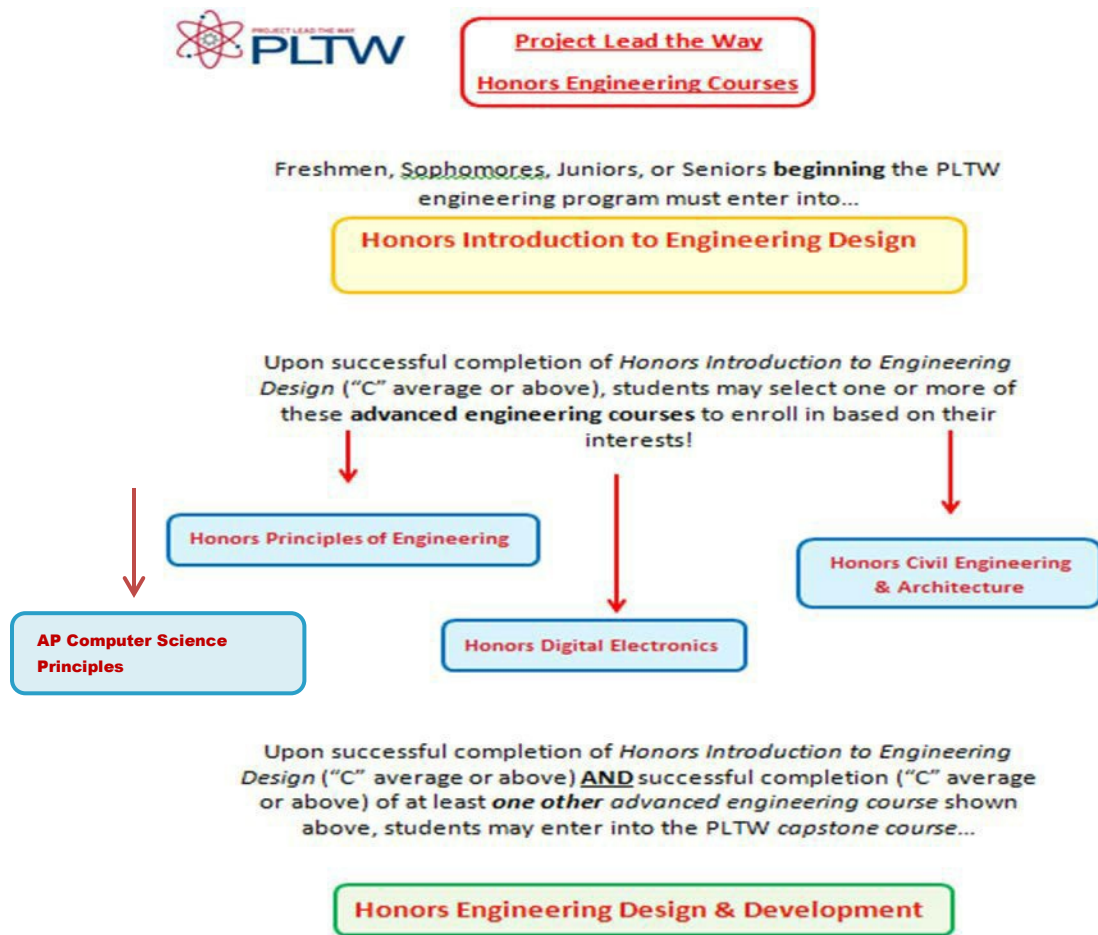 PROJECT LEAD THE WAY
PLTW
Project Lead the Way
Honors Engineering Courses
Freshmen, Sophomores, Juniors, or Seniors beginning the PLTW
engineering program must enter into…
Honors Introduction to Engineering Design
Upon successful completion of Honors Introduction to Engineering
Design (“C” average or above), students may select one or more of
these advanced engineering courses to enroll in based on their
interests!
Honors Principles of Engineering
Honors Civil Engineering
& Architecture
AP Computer Science
Principles
Honors Digital Electronics
Upon successful completion of Honors Introduction to Engineering
Design (“C” average or above) AND successful completion (“C” average
or above) of at least one other advanced engineering course shown
above, students may enter into the PLTW capstone course…
Honors Engineering Design & Development